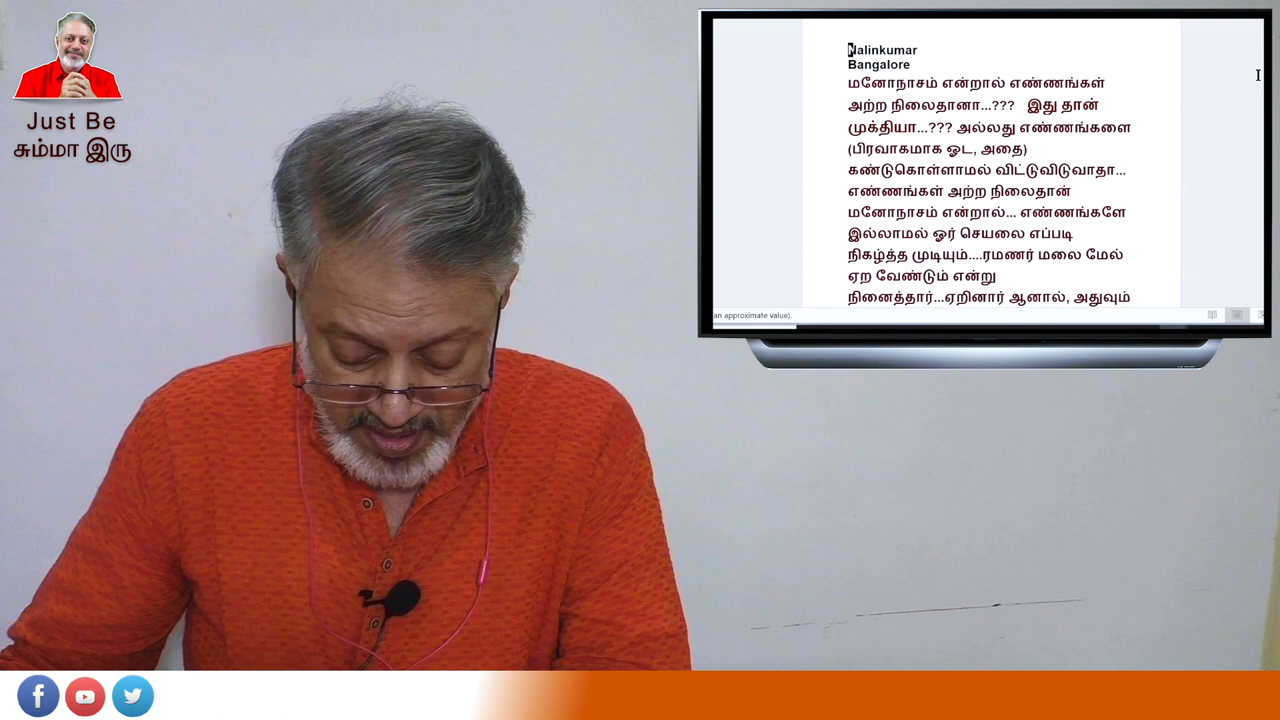 Just Be
சும்மா இரு
Nalinkumar
Bangalore
மனோநாசம் என்றால் எண்ணங்கள்
அற்ற நிலைதானா...??? இது தான்
முக்தியா...??? அல்லது எண்ணங்களை
(பிரவாகமாக ஓட, அதை)
கண்டுகொள்ளாமல் விட்டுவிடுவாதா...
எண்ணங்கள் அற்ற நிலைதான்
மனோநாசம் என்றால்... எண்ணங்களே
இல்லாமல் ஓர் செயலை எப்படி
நிகழ்த்த முடியும்....ரமணர் மலை மேல்
ஏற வேண்டும் என்று
நினைத்தார்...ஏறினார் ஆனால், அதுவும்
an approximate value).